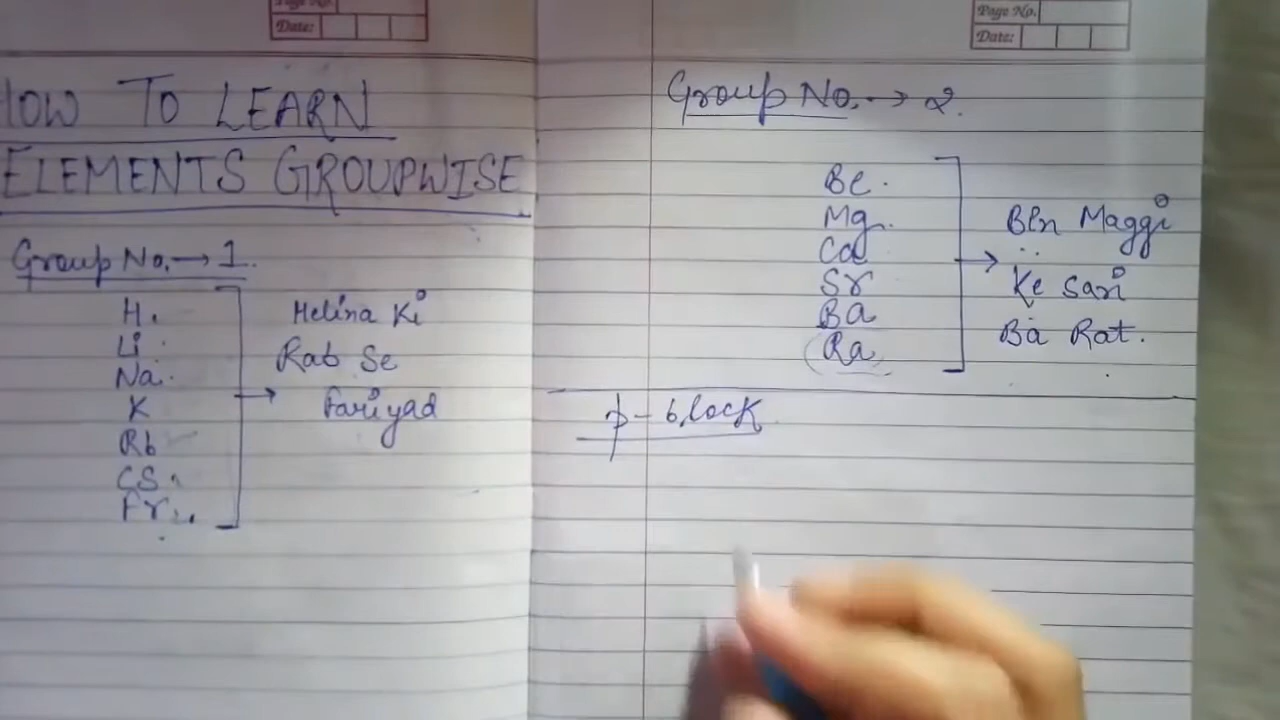 Page No.
Date:
HOW TO LEARN
ELEMENTS GROUPWISE
Group No. → 1.
H.
Li
Na.
K
Rb
CS
Fr
→ Helina Ki
Rab Se
Fariyad
Page No.
Date:
Group No. → 2.
Be.
Mg.
Ca
Sr
Ba
(Ra
→ Maggi
Ke Sari
Ba Rat.
p-block